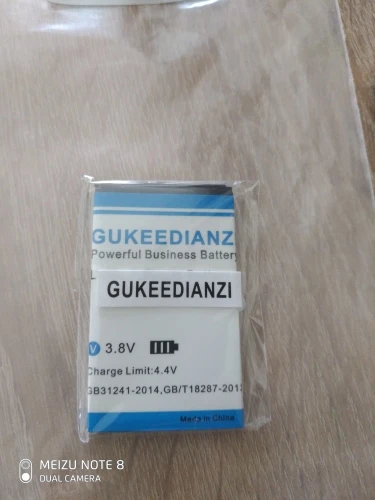 GUKEEDIANZ
Powerful Business Battery
GUKEEDIANZI
V 3.8V
Charge Limit:4.4V
GB31241-2014,GB/T18287-2013
Made In China
MEIZU NOTE 8
DUAL CAMERA